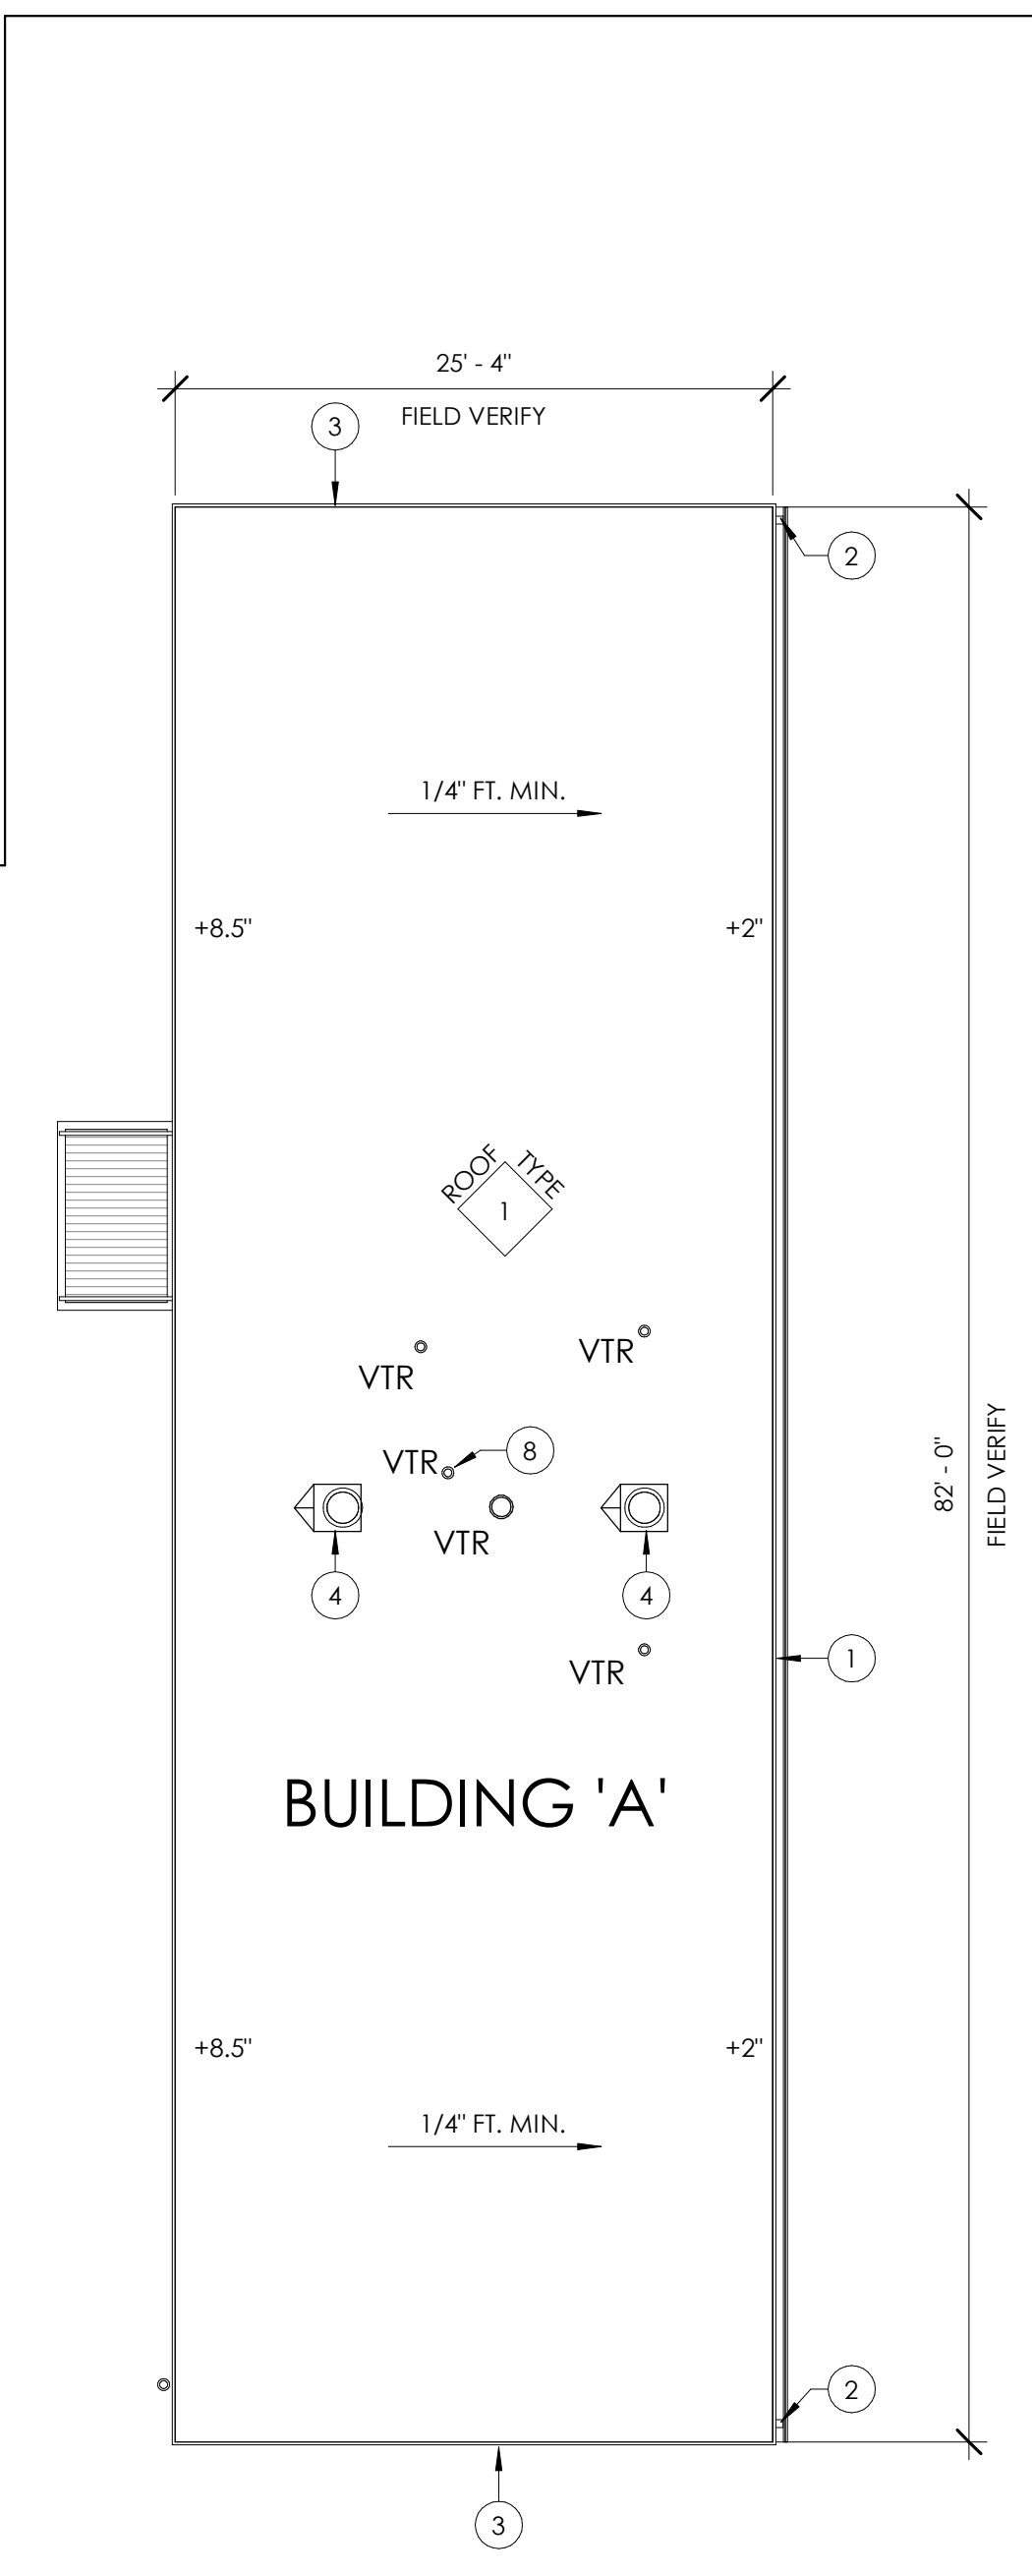 25' - 4"
FIELD VERIFY
3
2
1/4" FT. MIN.
+8.5"
+2"
ROOF TYPE
1
VTR
VTR
VTR
8
VTR
4
4
82' - 0"
FIELD VERIFY
1
VTR
BUILDING 'A'
+8.5"
+2"
1/4" FT. MIN.
2
3